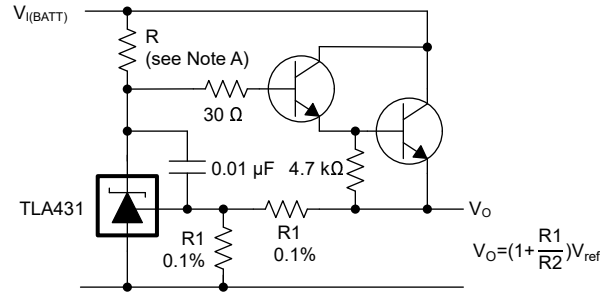 V_I(BATT)
R
(see Note A)
30 Ω
0.01 μF
4.7 kΩ
TLA431
R1
0.1%
R1
0.1%
V_O
V_O=(1+R1/R2)V_ref